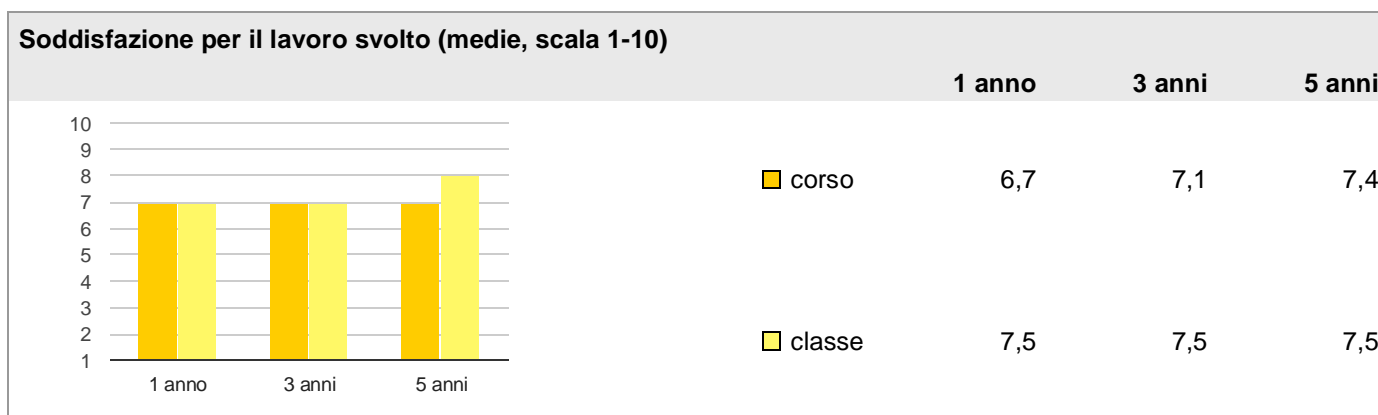 Soddisfazione per il lavoro svolto (medie, scala 1-10)
1 anno 3 anni 5 anni
10
9
8
7
6
5
4
3
2
1
1 anno 3 anni 5 anni
corso 6,7 7,1 7,4
classe 7,5 7,5 7,5